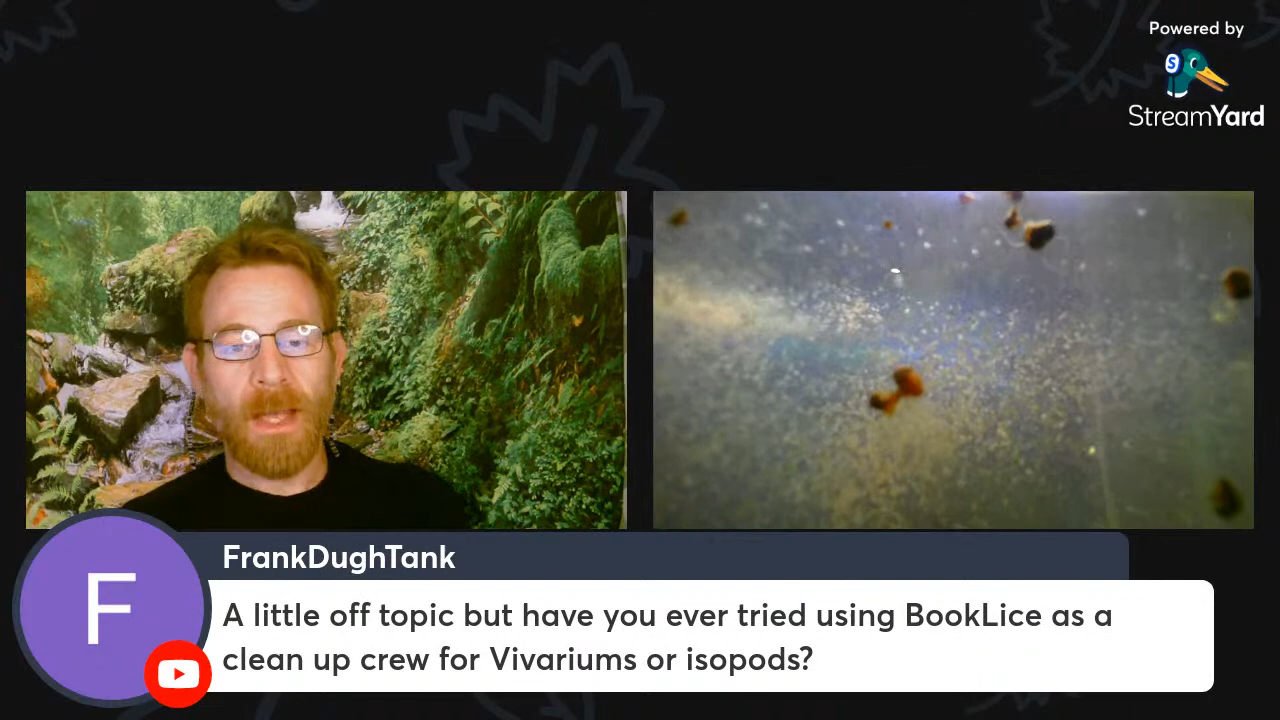 Powered by
S
StreamYard
FrankDughTank
F
A little off topic but have you ever tried using BookLice as a
clean up crew for Vivariums or isopods?